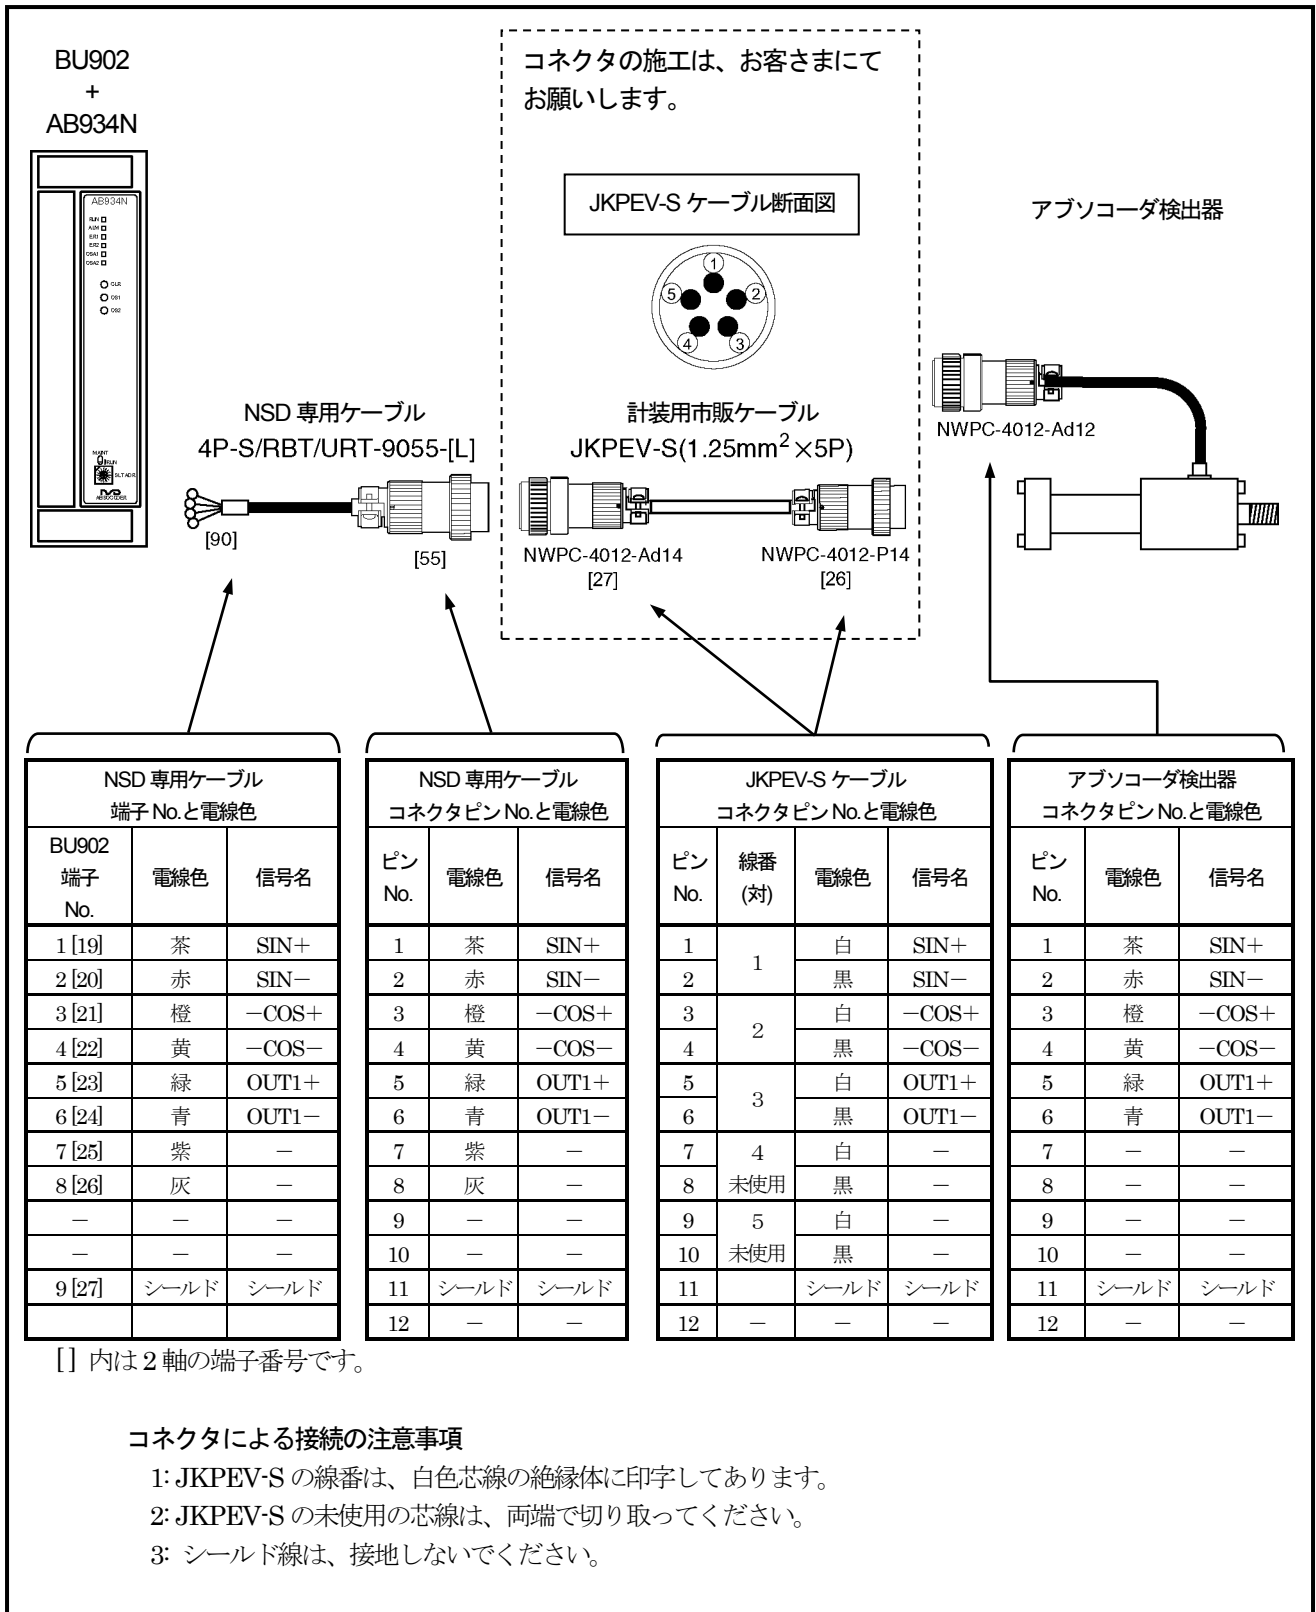 BU902
+
AB934N
コネクタの施工は、お客さまにて
お願いします。
JKPEV-S ケーブル断面図
アブソコーダ検出器
AB934N
RUN
ALM
ER1
ER2
OSA1
OSA2
CLR
OS1
OS2
RUN
SLT ADR.
ABSOCODER
1
2
3
4
5
NSD 専用ケーブル
4P-S/RBT/URT-9055-[L]
計装用市販ケーブル
JKPEV-S(1.25mm²×5P)
NWPC-4012-Ad12
[90]
[55]
NWPC-4012-Ad14
[27]
NWPC-4012-P14
[26]
NSD 専用ケーブル
端子 No.と電線色
BU902 端子 No. 電線色 信号名
1 [19] 茶 SIN+
2 [20] 赤 SIN−
3 [21] 橙 −COS+
4 [22] 黄 −COS−
5 [23] 緑 OUT1+
6 [24] 青 OUT1−
7 [25] 紫 −
8 [26] 灰 −
− − −
− − −
9 [27] シールド シールド
NSD 専用ケーブル
コネクタピン No.と電線色
ピン No. 電線色 信号名
1 茶 SIN+
2 赤 SIN−
3 橙 −COS+
4 黄 −COS−
5 緑 OUT1+
6 青 OUT1−
7 紫 −
8 灰 −
9 − −
10 − −
11 シールド シールド
12 − −
JKPEV-S ケーブル
コネクタピン No.と電線色
ピン No. 線番 (対) 電線色 信号名
1 1 白 SIN+
2 黒 SIN−
3 2 白 −COS+
4 黒 −COS−
5 3 白 OUT1+
6 黒 OUT1−
7 4 白 −
8 未使用 黒 −
9 5 白 −
10 未使用 黒 −
11 シールド シールド
12 − − −
アブソコーダ検出器
コネクタピン No.と電線色
ピン No. 電線色 信号名
1 茶 SIN+
2 赤 SIN−
3 橙 −COS+
4 黄 −COS−
5 緑 OUT1+
6 青 OUT1−
7 − −
8 − −
9 − −
10 − −
11 シールド シールド
12 − −
[ ] 内は 2 軸の端子番号です。
コネクタによる接続の注意事項
1: JKPEV-S の線番は、白色芯線の絶縁体に印字してあります。
2: JKPEV-S の未使用の芯線は、両端で切り取ってください。
3: シールド線は、接地しないでください。